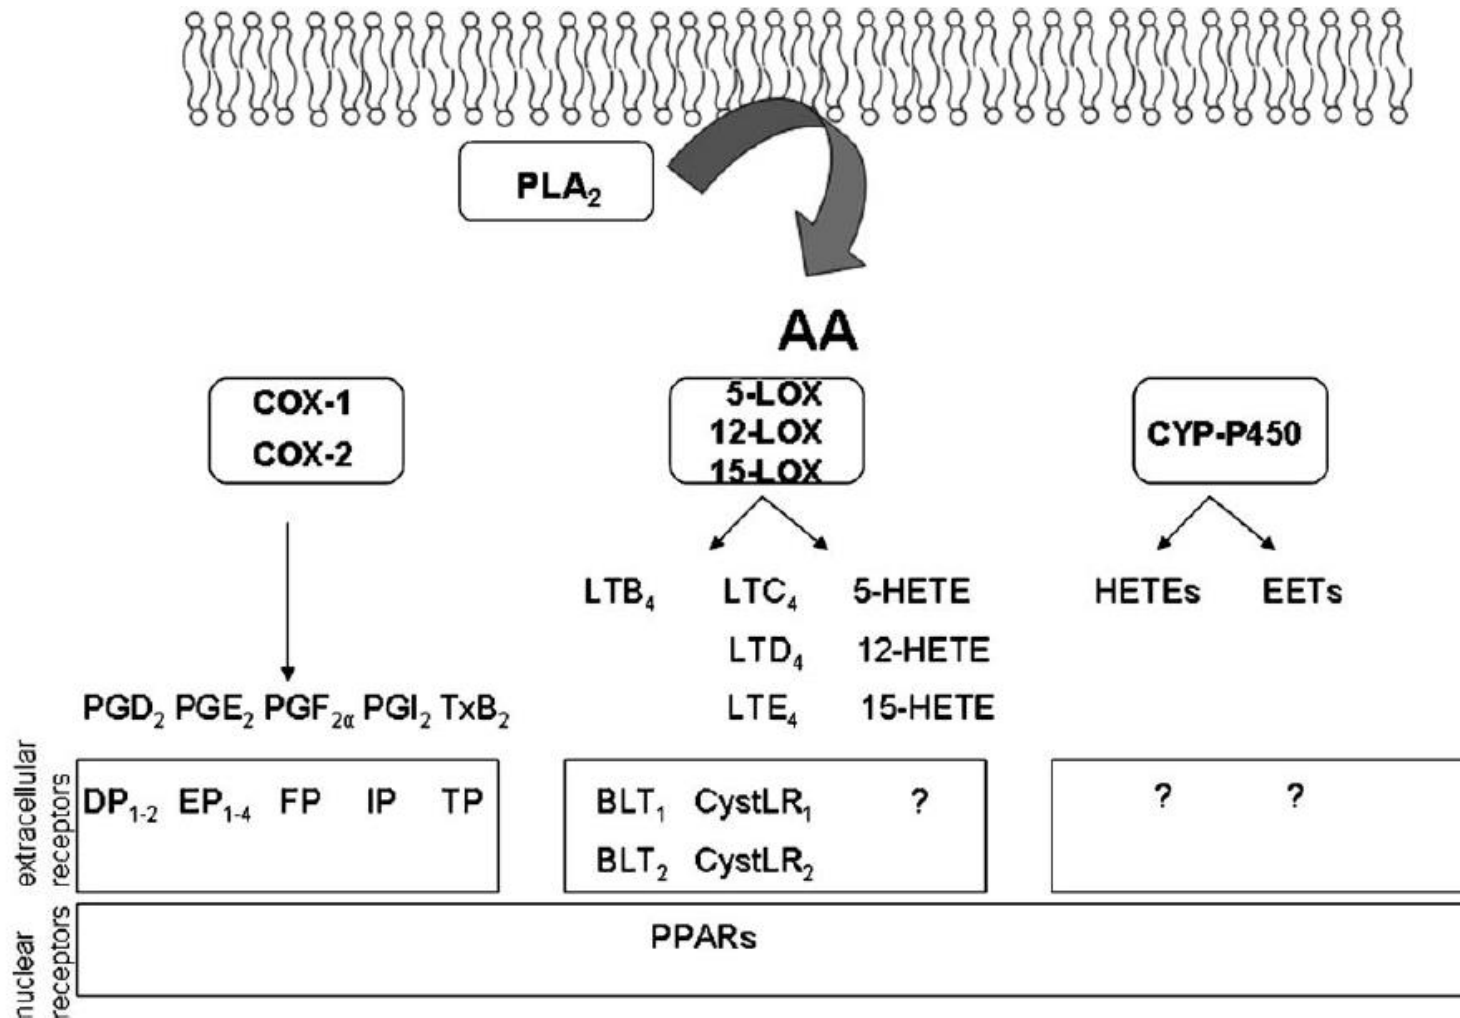 PLA₂
AA
COX-1
COX-2
5-LOX
12-LOX
15-LOX
CYP-P450
LTB₄ LTC₄ 5-HETE
LTD₄ 12-HETE
LTE₄ 15-HETE
HETEs EETs
PGD₂ PGE₂ PGF₂α PGI₂ TxB₂
extracellular
receptors
DP₁₋₂ EP₁₋₄ FP IP TP
BLT₁ CystLR₁ ?
BLT₂ CystLR₂
? ?
nuclear
receptors
PPARs